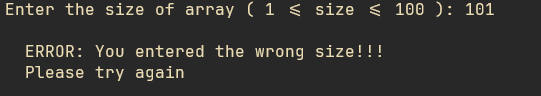 Enter the size of array ( 1 <= size <= 100 ): 101
ERROR: You entered the wrong size!!!
Please try again